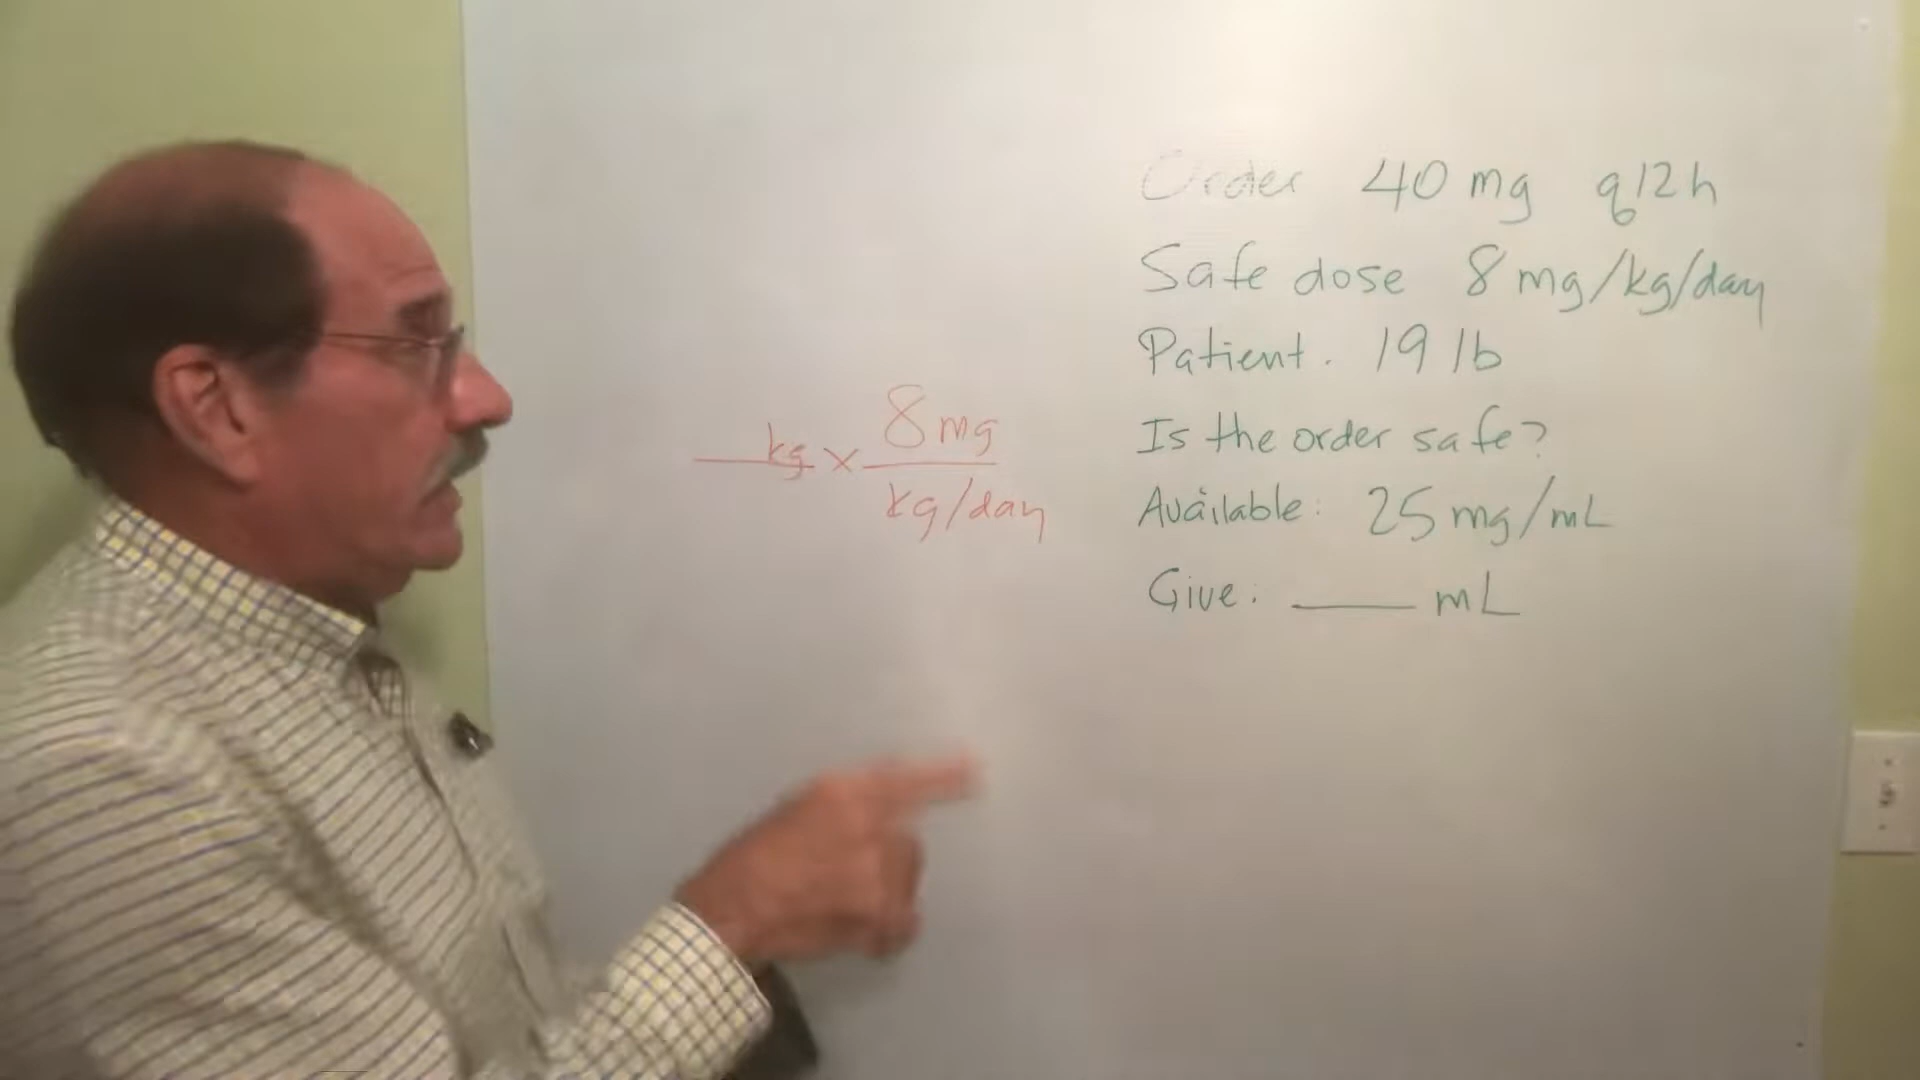 Order 40 mg q12h
Safe dose 8 mg/kg/day
Patient. 19 lb
Is the order safe?
Available: 25 mg/mL
Give: ____ mL
____kg x 8 mg
kg/day